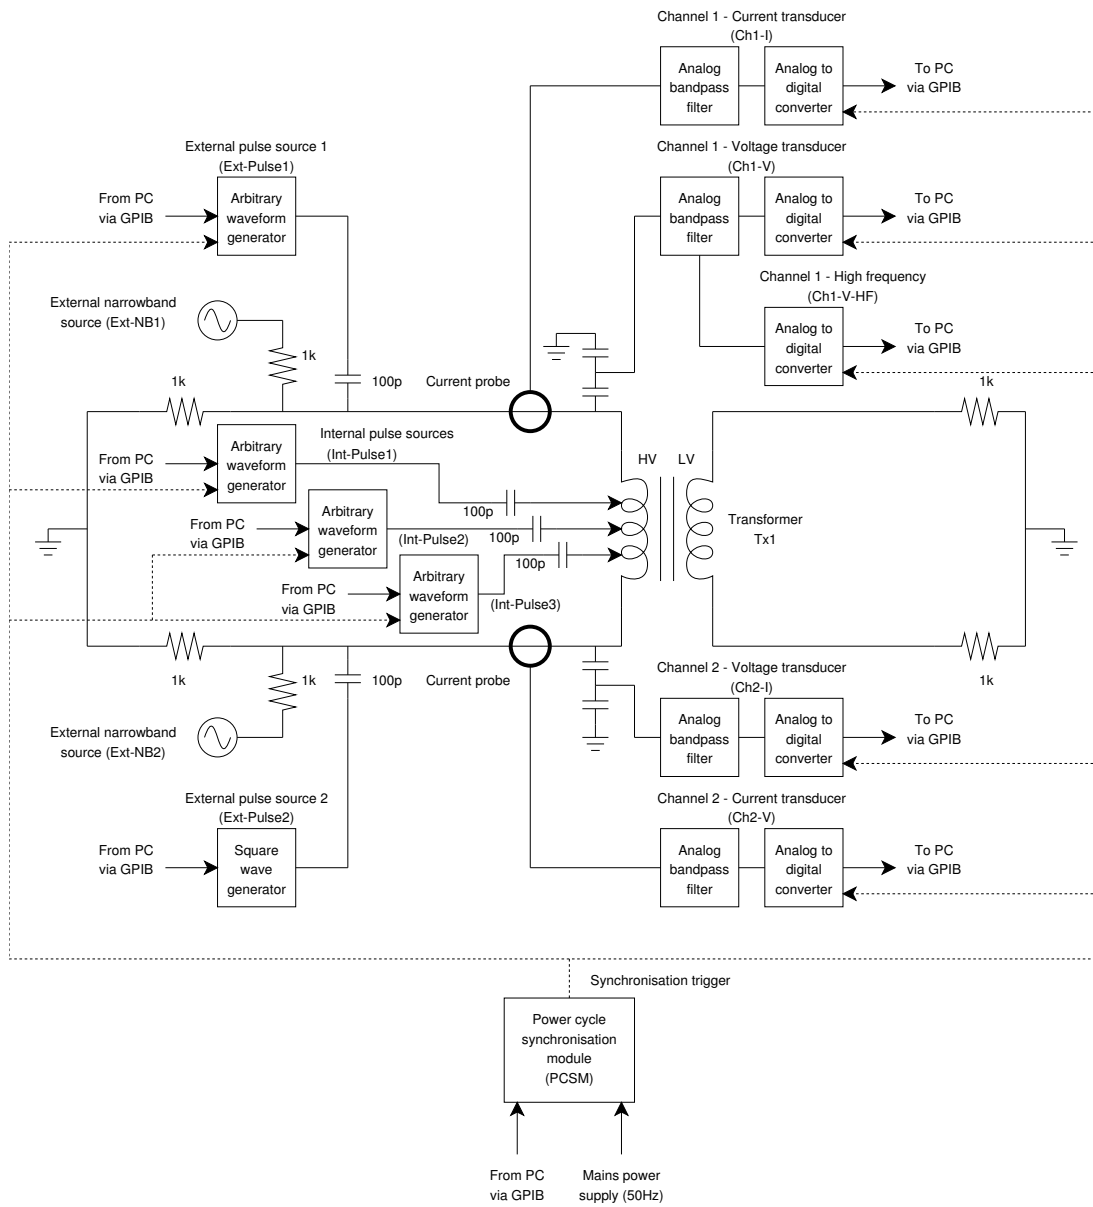 Channel 1 - Current transducer
(Ch1-I)
Analog
bandpass
filter
Analog to
digital
converter
To PC
via GPIB
External pulse source 1
(Ext-Pulse1)
From PC
via GPIB
Arbitrary
waveform
generator
Channel 1 - Voltage transducer
(Ch1-V)
Analog
bandpass
filter
Analog to
digital
converter
To PC
via GPIB
External narrowband
source (Ext-NB1)
Channel 1 - High frequency
(Ch1-V-HF)
Analog to
digital
converter
To PC
via GPIB
1k
1k
100p
Current probe
1k
From PC
via GPIB
Arbitrary
waveform
generator
Internal pulse sources
(Int-Pulse1)
100p
HV
LV
From PC
via GPIB
Arbitrary
waveform
generator
(Int-Pulse2)
100p
Transformer
Tx1
From PC
via GPIB
Arbitrary
waveform
generator
(Int-Pulse3)
100p
1k
1k
100p
Current probe
1k
External narrowband
source (Ext-NB2)
Channel 2 - Voltage transducer
(Ch2-I)
Analog
bandpass
filter
Analog to
digital
converter
To PC
via GPIB
External pulse source 2
(Ext-Pulse2)
From PC
via GPIB
Square
wave
generator
Channel 2 - Current transducer
(Ch2-V)
Analog
bandpass
filter
Analog to
digital
converter
To PC
via GPIB
Synchronisation trigger
Power cycle
synchronisation
module
(PCSM)
From PC
via GPIB
Mains power
supply (50Hz)